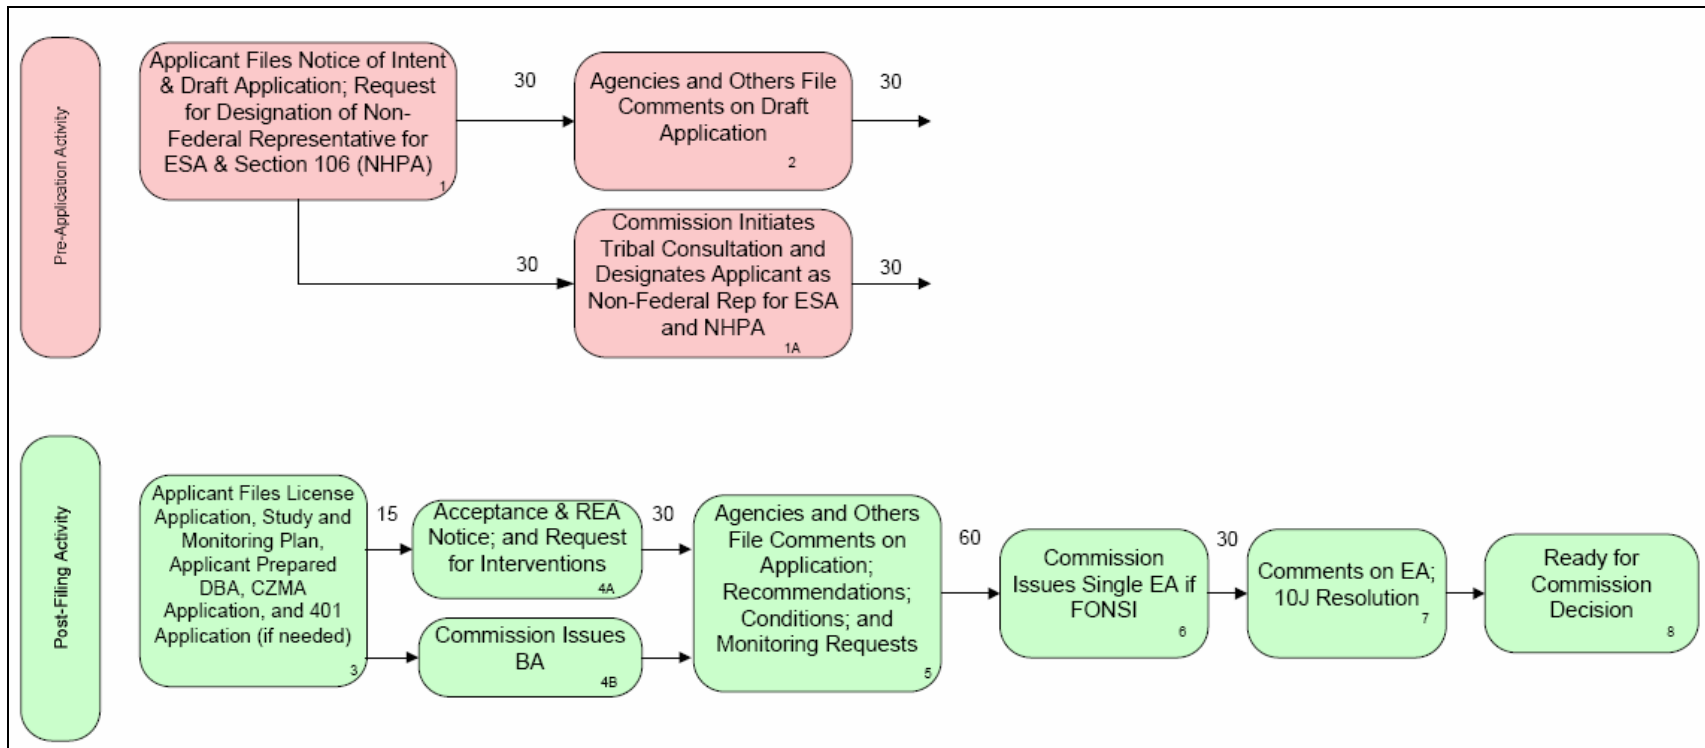 Pre-Application Activity
Applicant Files Notice of Intent
& Draft Application; Request
for Designation of Non-
Federal Representative for
ESA & Section 106 (NHPA)
1
30
Agencies and Others File
Comments on Draft
Application
2
30
30
Commission Initiates
Tribal Consultation and
Designates Applicant as
Non-Federal Rep for ESA
and NHPA
1A
30
Post-Filing Activity
Applicant Files License
Application, Study and
Monitoring Plan,
Applicant Prepared
DBA, CZMA
Application, and 401
Application (if needed)
3
15
Acceptance & REA
Notice; and Request
for Interventions
4A
30
Commission Issues
BA
4B
Agencies and Others
File Comments on
Application;
Recommendations;
Conditions; and
Monitoring Requests
5
60
Commission
Issues Single EA if
FONSI
6
30
Comments on EA;
10J Resolution
7
Ready for
Commission
Decision
8